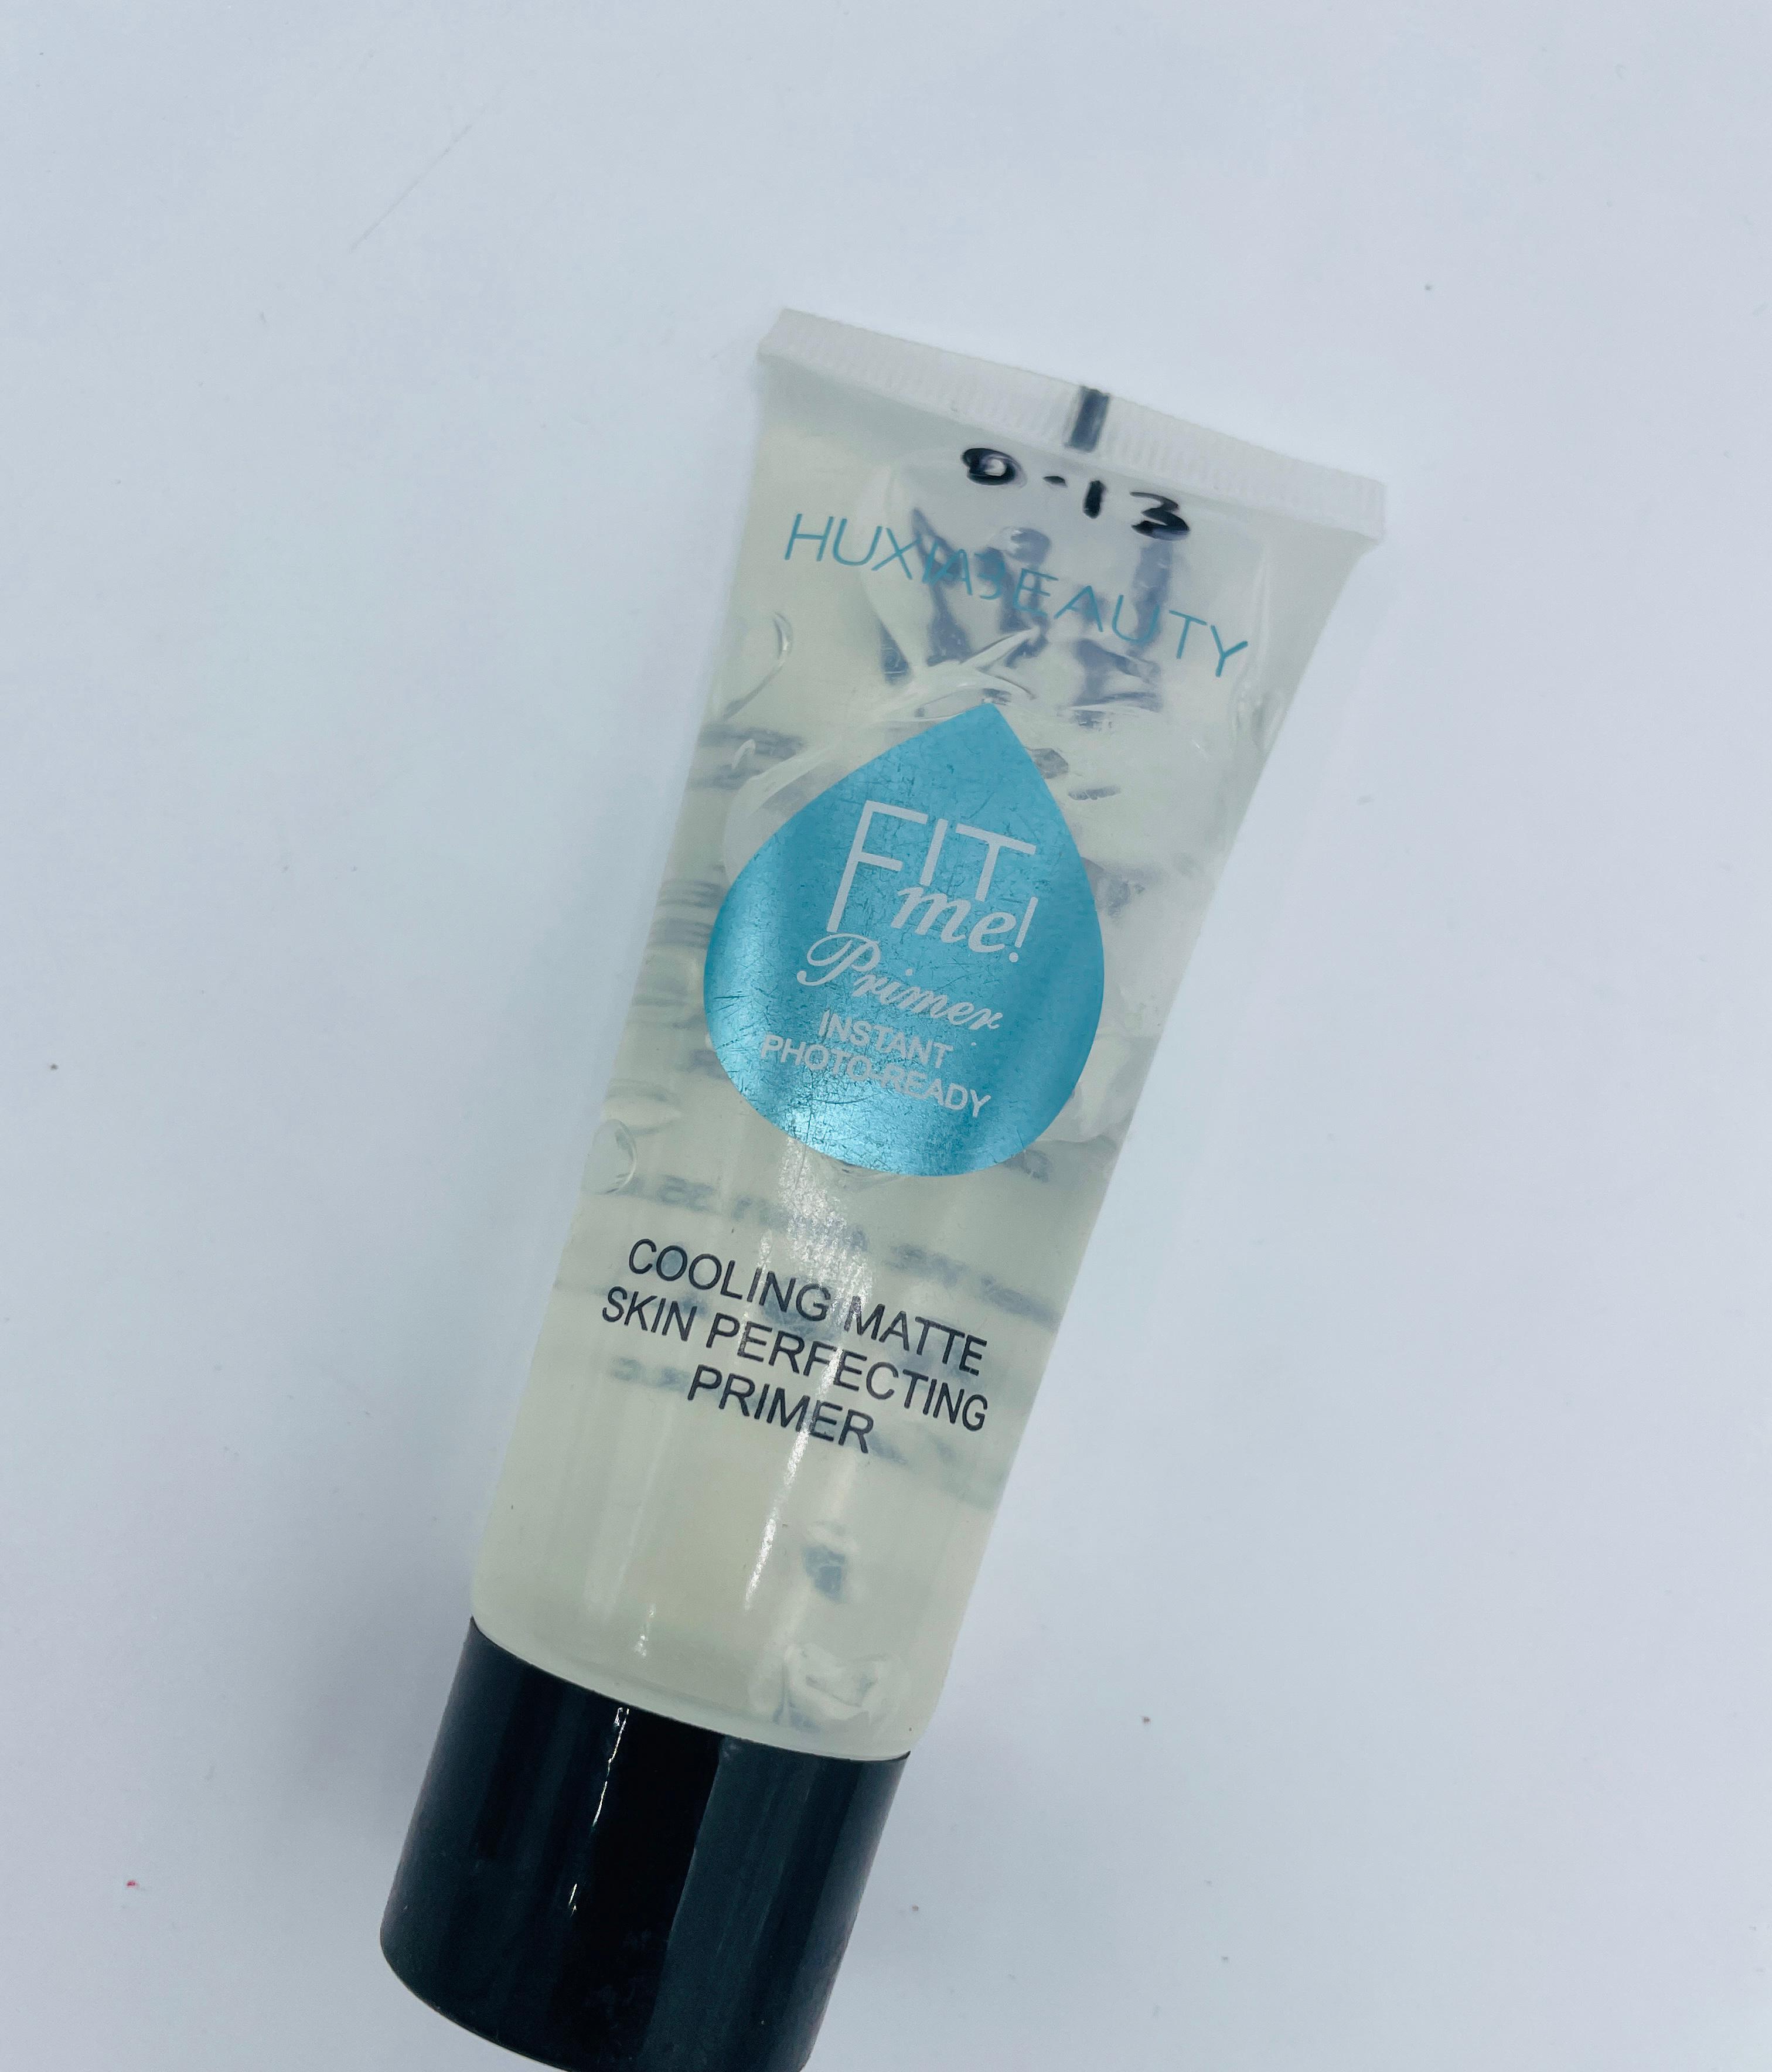 0-13
HUXIABEAUTY
FIT
me!
Primer
INSTANT
PHOTO-READY
COOLING MATTE
SKIN PERFECTING
PRIMER